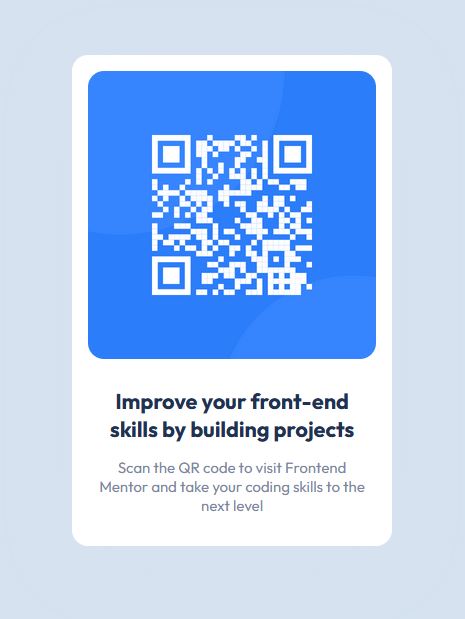 Improve your front-end
skills by building projects
Scan the QR code to visit Frontend
Mentor and take your coding skills to the
next level